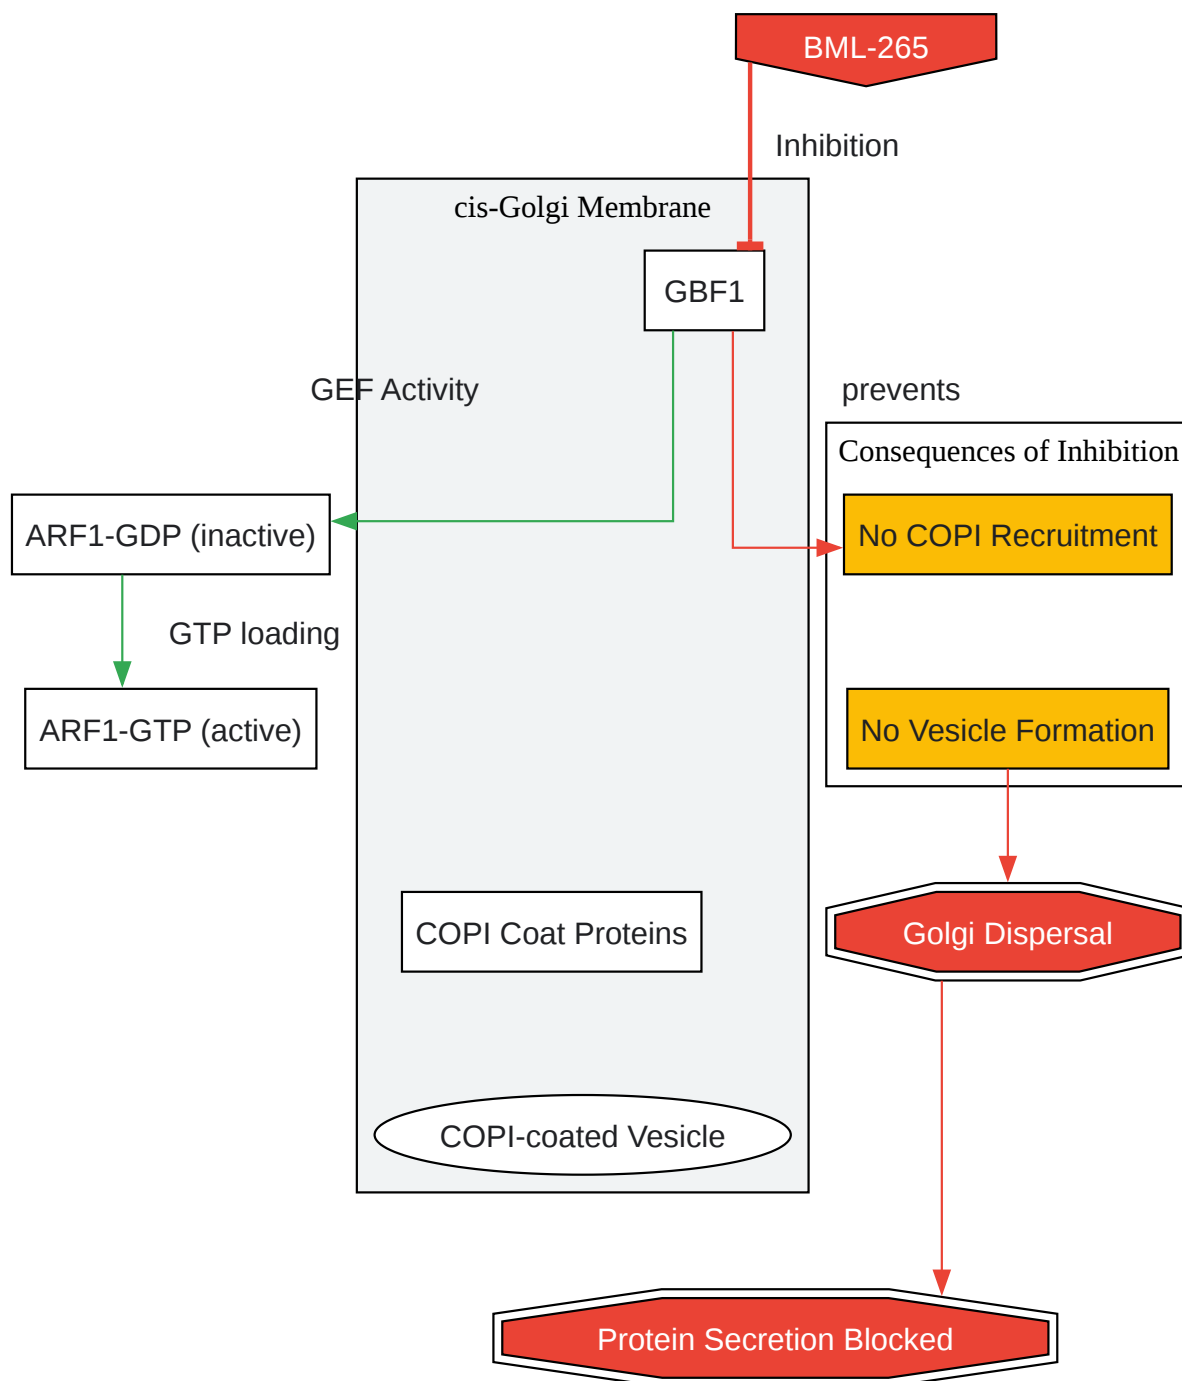 BML-265
Inhibition
cis-Golgi Membrane
GBF1
GEF Activity
prevents
Consequences of Inhibition
ARF1-GDP (inactive)
No COPI Recruitment
GTP loading
ARF1-GTP (active)
No Vesicle Formation
COPI Coat Proteins
Golgi Dispersal
COPI-coated Vesicle
Protein Secretion Blocked